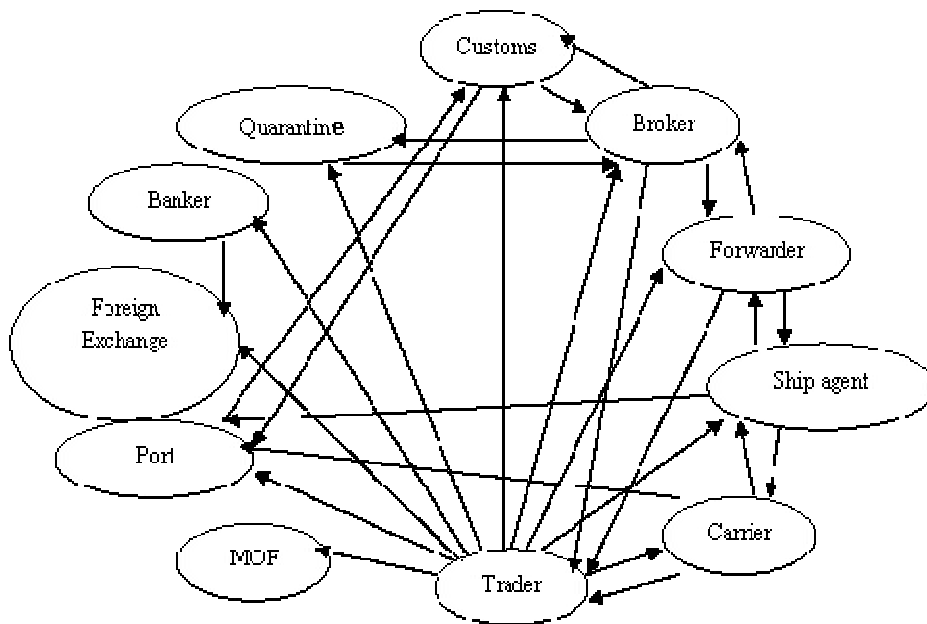 Customs
Quarantine
Broker
Banker
Forwarder
Foreign
Exchange
Ship agent
Port
Carrier
MOF
Trader